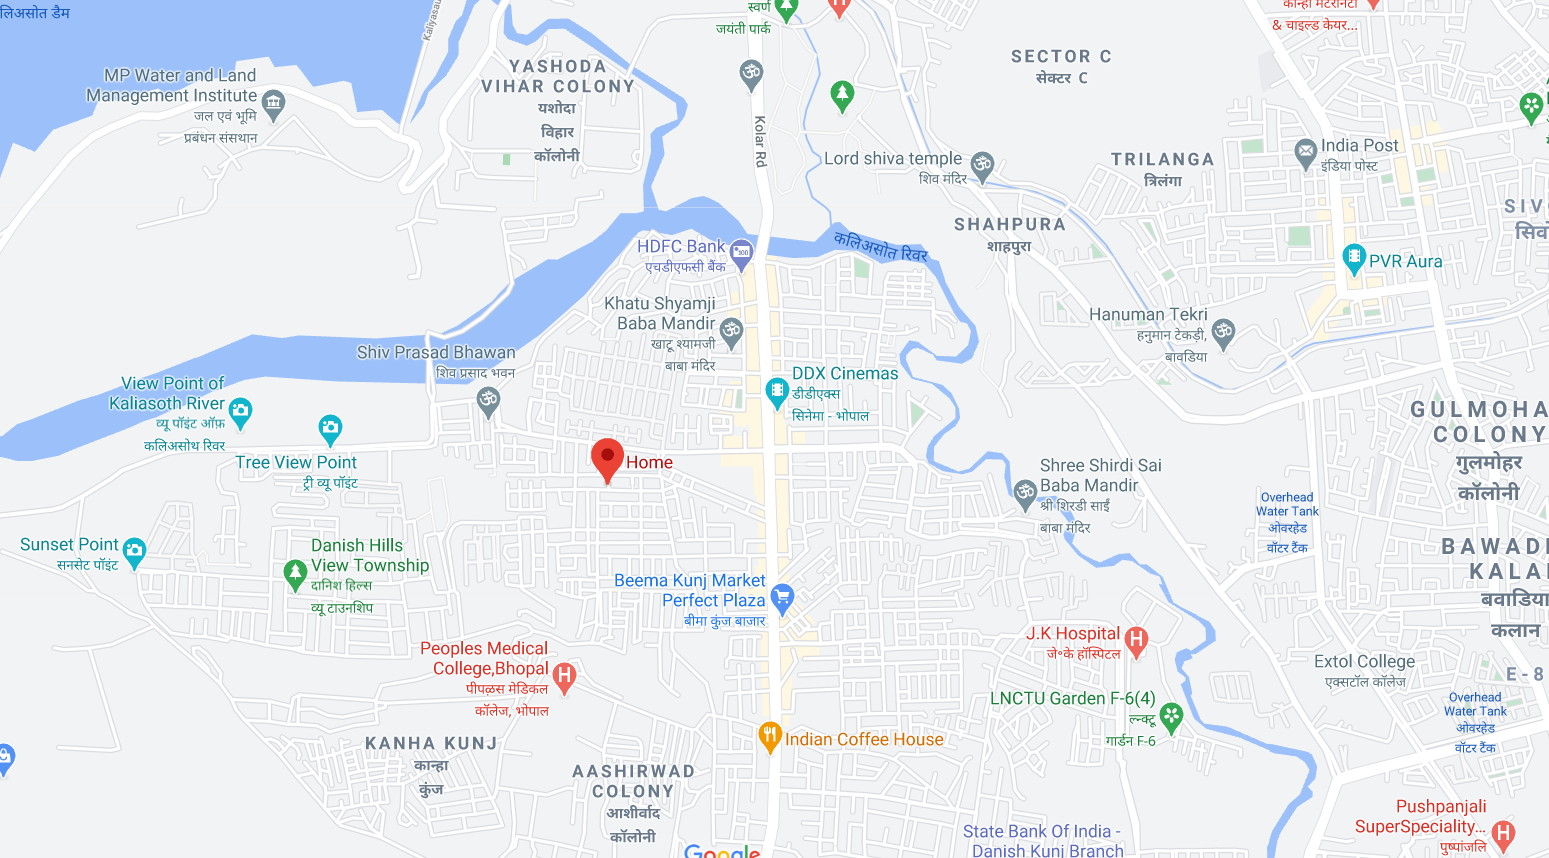 लिअसोत डैम
Kaliyasau
स्वर्ण
जयंती पार्क
कान्हा मैटरनिटी
& चाइल्ड केयर...
SECTOR C
सेक्टर C
YASHODA
VIHAR COLONY
यशोदा
विहार
कॉलोनी
MP Water and Land
Management Institute
जल एवं भूमि
प्रबंधन संस्थान
Kolar Rd
Lord shiva temple
शिव मंदिर
TRILANGA
त्रिलंगा
India Post
इंडिया पोस्ट
SHAHPURA
शाहपुरा
SIV
सिवो
HDFC Bank
एचडीएफसी बैंक
कलिअसोत रिवर
PVR Aura
Khatu Shyamji
Baba Mandir
खाटू श्यामजी
बाबा मंदिर
Hanuman Tekri
हनुमान टेकड़ी,
बावडिया
Shiv Prasad Bhawan
शिव प्रसाद भवन
DDX Cinemas
डीडीएक्स
सिनेमा - भोपाल
View Point of
Kaliasoth River
व्यू पॉइंट ऑफ़
कलिअसोथ रिवर
Tree View Point
ट्री व्यू पॉइंट
Home
GULMOHA
COLONY
गुलमोहर
कॉलोनी
Shree Shirdi Sai
Baba Mandir
श्री शिरडी साईं
बाबा मंदिर
Overhead
Water Tank
ओवरहेड
वॉटर टैंक
Sunset Point
सनसेट पॉइंट
Danish Hills
View Township
दानिश हिल्स
व्यू टाउनशिप
BAWADI
KALA
बवाडिया
कलान
Beema Kunj Market
Perfect Plaza
बीमा कुंज बाजार
J.K Hospital
जे॰के हॉस्पिटल
Peoples Medical
College,Bhopal
पीपळस मेडिकल
कॉलेज, भोपाल
Extol College
एक्सटॉल कॉलेज
E-8
LNCTU Garden F-6(4)
ल्न्क्टू
गार्डन F-6
Overhead
Water Tank
ओवरहेड
वॉटर टैंक
Indian Coffee House
KANHA KUNJ
कान्हा
कुंज
AASHIRWAD
COLONY
आशीर्वाद
कॉलोनी
Pushpanjali
SuperSpeciality...
पुष्पांजलि
State Bank Of India -
Danish Kunj Branch
Google